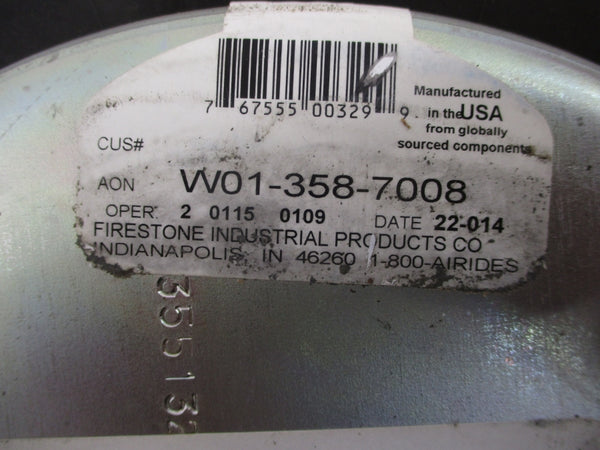 7 67555 00329 9
Manufactured
in the USA
from globally
sourced components
CUS#
AON W01-358-7008
OPER 2 0115 0109 DATE 22-014
FIRESTONE INDUSTRIAL PRODUCTS CO
INDIANAPOLIS, IN 46260 1-800-AIRIDES
355132